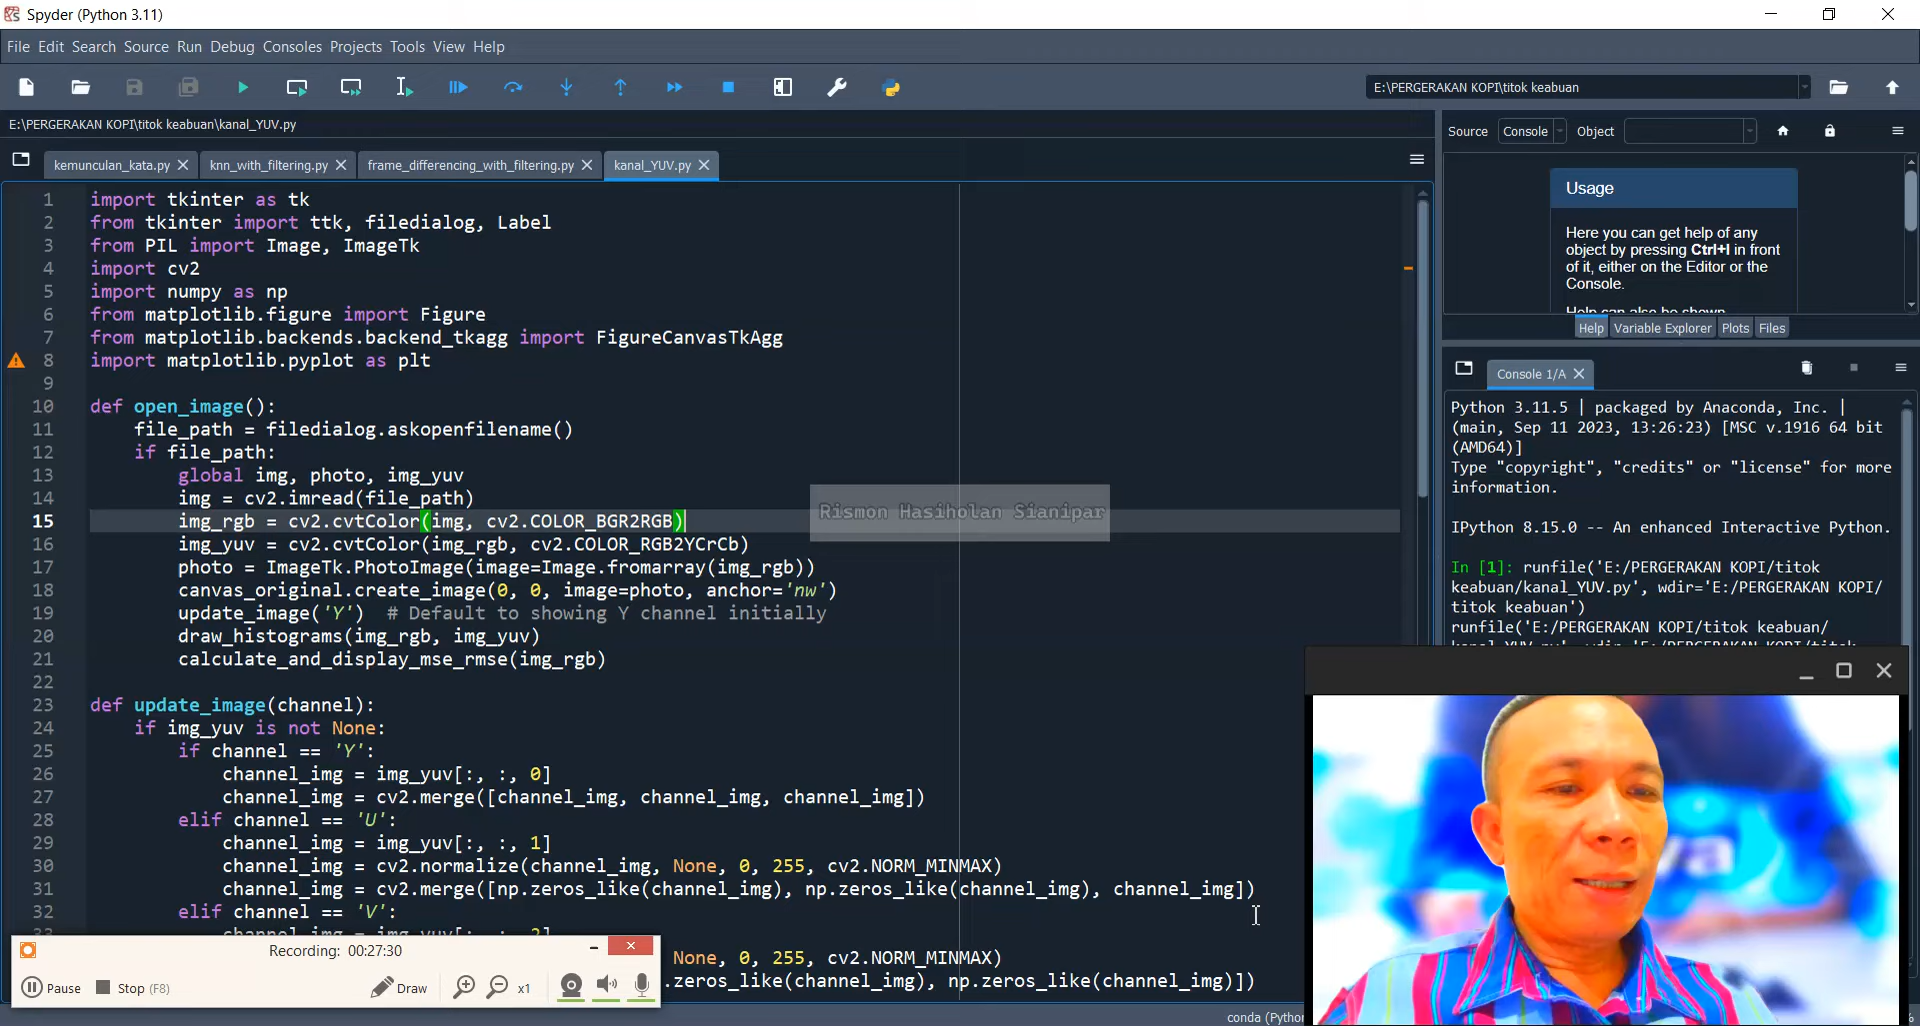 Spyder (Python 3.11)
File Edit Search Source Run Debug Consoles Projects Tools View Help
E:\PERGERAKAN KOPI\titok keabuan
E:\PERGERAKAN KOPI\titok keabuan\kanal_YUV.py
kemunculan_kata.py knn_with_filtering.py frame_differencing_with_filtering.py kanal_YUV.py
1 import tkinter as tk
2 from tkinter import ttk, filedialog, Label
3 from PIL import Image, ImageTk
4 import cv2
5 import numpy as np
6 from matplotlib.figure import Figure
7 from matplotlib.backends.backend_tkagg import FigureCanvasTkAgg
8 import matplotlib.pyplot as plt
9
10 def open_image():
11 file_path = filedialog.askopenfilename()
12 if file_path:
13 global img, photo, img_yuv
14 img = cv2.imread(file_path)
15 img_rgb = cv2.cvtColor(img, cv2.COLOR_BGR2RGB)
16 img_yuv = cv2.cvtColor(img_rgb, cv2.COLOR_RGB2YCrCb)
17 photo = ImageTk.PhotoImage(image=Image.fromarray(img_rgb))
18 canvas_original.create_image(0, 0, image=photo, anchor='nw')
19 update_image('Y') # Default to showing Y channel initially
20 draw_histograms(img_rgb, img_yuv)
21 calculate_and_display_mse_rmse(img_rgb)
22
23 def update_image(channel):
24 if img_yuv is not None:
25 if channel == 'Y':
26 channel_img = img_yuv[:, :, 0]
27 channel_img = cv2.merge([channel_img, channel_img, channel_img])
28 elif channel == 'U':
29 channel_img = img_yuv[:, :, 1]
30 channel_img = cv2.normalize(channel_img, None, 0, 255, cv2.NORM_MINMAX)
31 channel_img = cv2.merge([np.zeros_like(channel_img), np.zeros_like(channel_img), channel_img])
32 elif channel == 'V':
None, 0, 255, cv2.NORM_MINMAX)
.zeros_like(channel_img), np.zeros_like(channel_img)])
Rismon Hasiholan Sianipar
Source Console Object
Usage
Here you can get help of any
object by pressing Ctrl+I in front
of it, either on the Editor or the
Console.
Help can also be shown
Help Variable Explorer Plots Files
Console 1/A
Python 3.11.5 | packaged by Anaconda, Inc. |
(main, Sep 11 2023, 13:26:23) [MSC v.1916 64 bit
(AMD64)]
Type "copyright", "credits" or "license" for more
information.
IPython 8.15.0 -- An enhanced Interactive Python.
In [1]: runfile('E:/PERGERAKAN KOPI/titok
keabuan/kanal_YUV.py', wdir='E:/PERGERAKAN KOPI/
titok keabuan')
runfile('E:/PERGERAKAN KOPI/titok keabuan/
Recording: 00:27:30
Pause Stop (F8) Draw x1
conda (Python